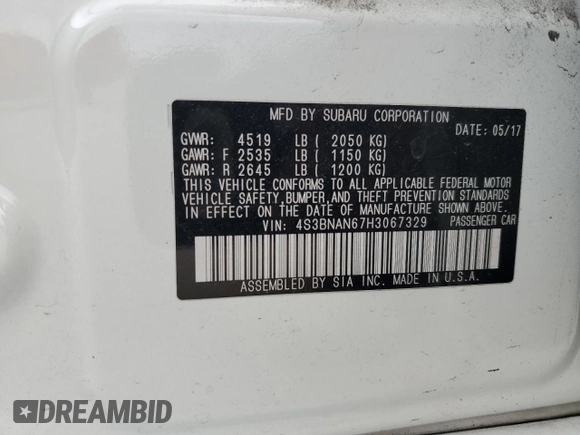 MFD BY SUBARU CORPORATION
DATE: 05/17
GVWR: 4519 LB ( 2050 KG)
GAWR: F 2535 LB ( 1150 KG)
GAWR: R 2645 LB ( 1200 KG)
THIS VEHICLE CONFORMS TO ALL APPLICABLE FEDERAL MOTOR
VEHICLE SAFETY,BUMPER,AND THEFT PREVENTION STANDARDS
IN EFFECT ON THE DATE OF MANUFACTURE SHOWN ABOVE.
VIN: 4S3BNAN67H3067329 PASSENGER CAR
ASSEMBLED BY SIA INC. MADE IN U.S.A.
DREAMBID